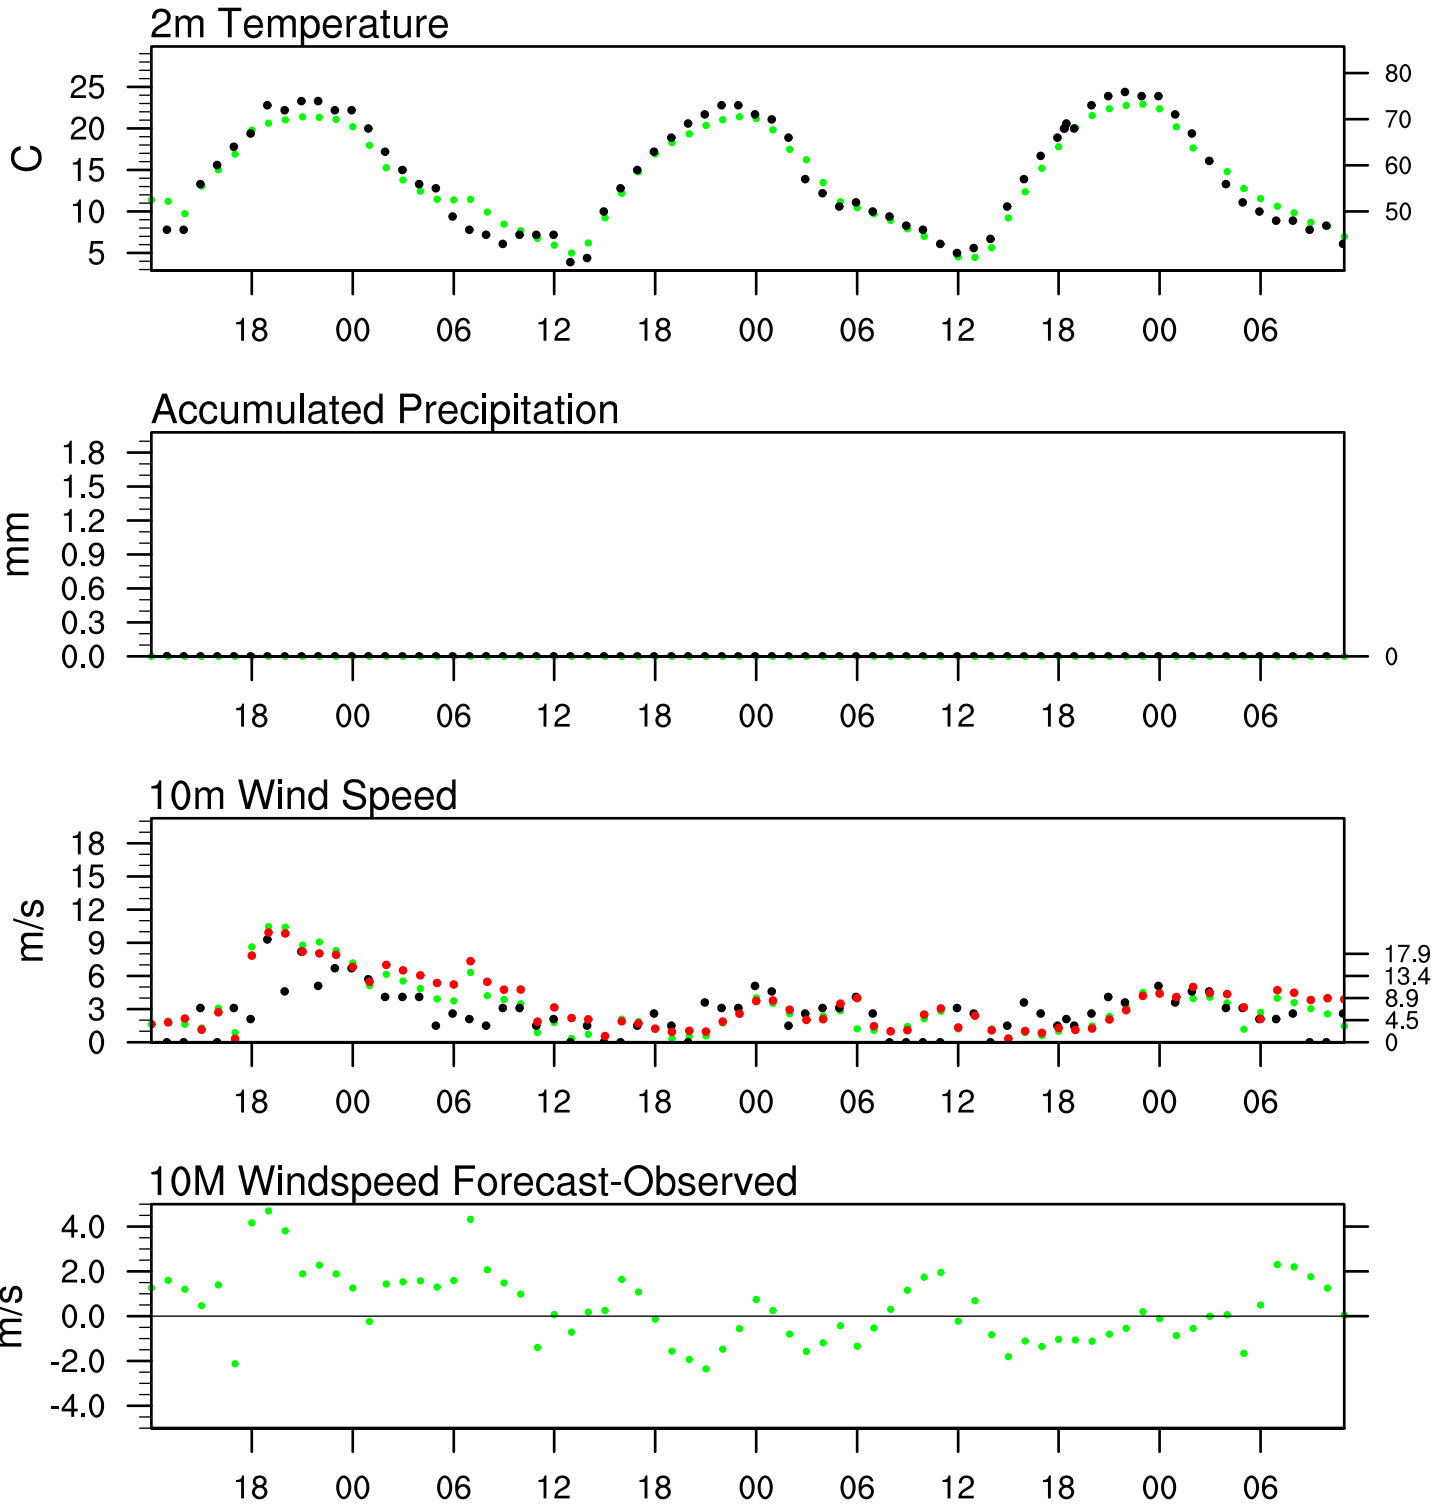 2m Temperature
25
20
15
10
5
C
80
70
60
50
18 00 06 12 18 00 06 12 18 00 06
Accumulated Precipitation
1.8
1.5
1.2
0.9
0.6
0.3
0.0
mm
0
18 00 06 12 18 00 06 12 18 00 06
10m Wind Speed
18
15
12
9
6
3
0
m/s
17.9
13.4
8.9
4.5
0
18 00 06 12 18 00 06 12 18 00 06
10M Windspeed Forecast-Observed
4.0
2.0
0.0
-2.0
-4.0
m/s
18 00 06 12 18 00 06 12 18 00 06